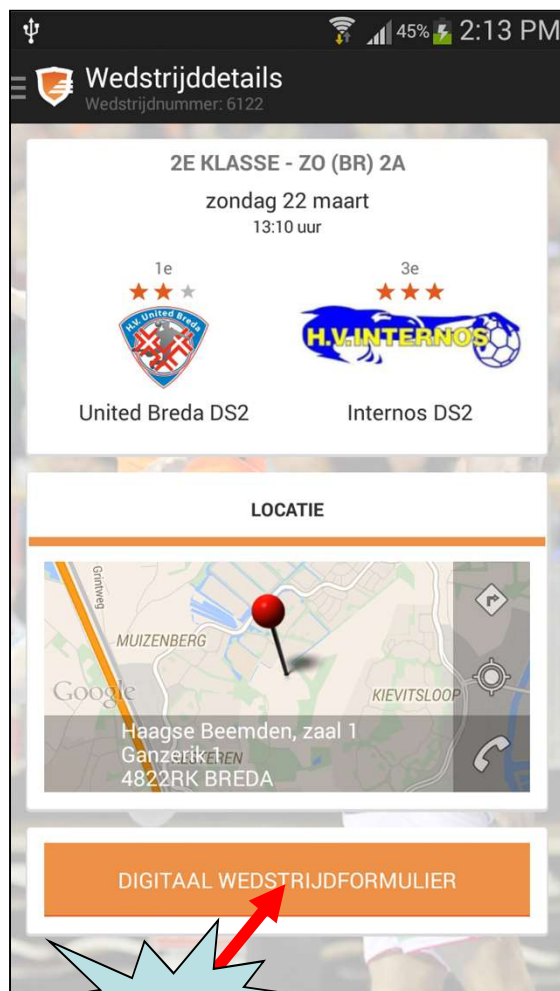 45% 2:13 PM
Wedstrijddetails
Wedstrijdnummer: 6122
2E KLASSE - ZO (BR) 2A
zondag 22 maart
13:10 uur
1e
3e
H.V. United Breda
H.V. INTERNOS
United Breda DS2
Internos DS2
LOCATIE
Grintweg
MUIZENBERG
Google
KIEVITSLOOP
Haagse Beemden, zaal 1
Ganzerik 1
4822RK BREDA
DIGITAAL WEDSTRIJDFORMULIER